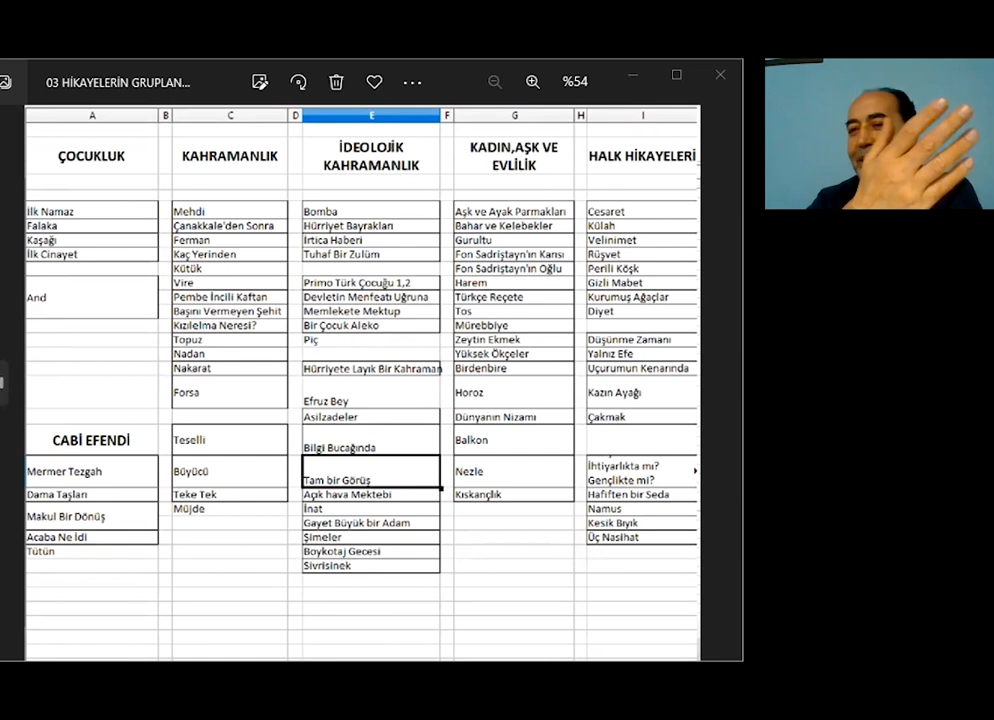 03 HİKAYELERİN GRUPLAN...
%54
A B C D E F G H I
ÇOCUKLUK
KAHRAMANLIK
İDEOLOJİK
KAHRAMANLIK
KADIN,AŞK VE
EVLİLİK
HALK HİKAYELERİ
İlk Namaz Mehdi Bomba Aşk ve Ayak Parmakları Cesaret
Falaka Çanakkale'den Sonra Hürriyet Bayrakları Bahar ve Kelebekler Külah
Kaşağı Ferman İrtica Haberi Gurultu Velinimet
İlk Cinayet Kaç Yerinden Tuhaf Bir Zulüm Fon Sadriştayn'ın Karısı Rüşvet
Kütük Fon Sadriştayn'ın Oğlu Perili Köşk
Vire Primo Türk Çocuğu 1,2 Harem Gizli Mabet
And Pembe İncili Kaftan Devletin Menfeatı Uğruna Türkçe Reçete Kurumuş Ağaçlar
Başını Vermeyen Şehit Memlekete Mektup Tos Diyet
Kızılelma Neresi? Bir Çocuk Aleko Mürebbiye
Topuz Piç Zeytin Ekmek Düşünme Zamanı
Nadan Yüksek Ökçeler Yalnız Efe
Nakarat Hürriyete Layık Bir Kahraman Birdenbire Uçurumun Kenarında
Forsa Efruz Bey Horoz Kazın Ayağı
Asilzadeler Dünyanın Nizamı Çakmak
CABİ EFENDİ Teselli Bilgi Bucağında Balkon
Mermer Tezgah Büyücü Tam bir Görüş Nezle İhtiyarlıkta mı?
Gençlikte mi?
Dama Taşları Teke Tek Açık hava Mektebi Kıskançlık Hafiften bir Seda
Makul Bir Dönüş Müjde İnat Namus
Gayet Büyük bir Adam Kesik Bıyık
Acaba Ne İdi Şimeler Üç Nasihat
Tütün Boykotaj Gecesi
Sivrisinek